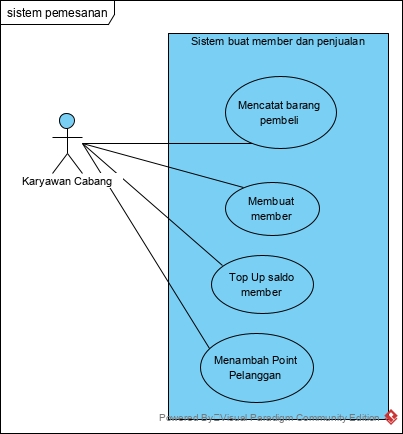 sistem pemesanan
Sistem buat member dan penjualan
Mencatat barang
pembeli
Karyawan Cabang
Membuat
member
Top Up saldo
member
Menambah Point
Pelanggan
Powered By Visual Paradigm Community Edition